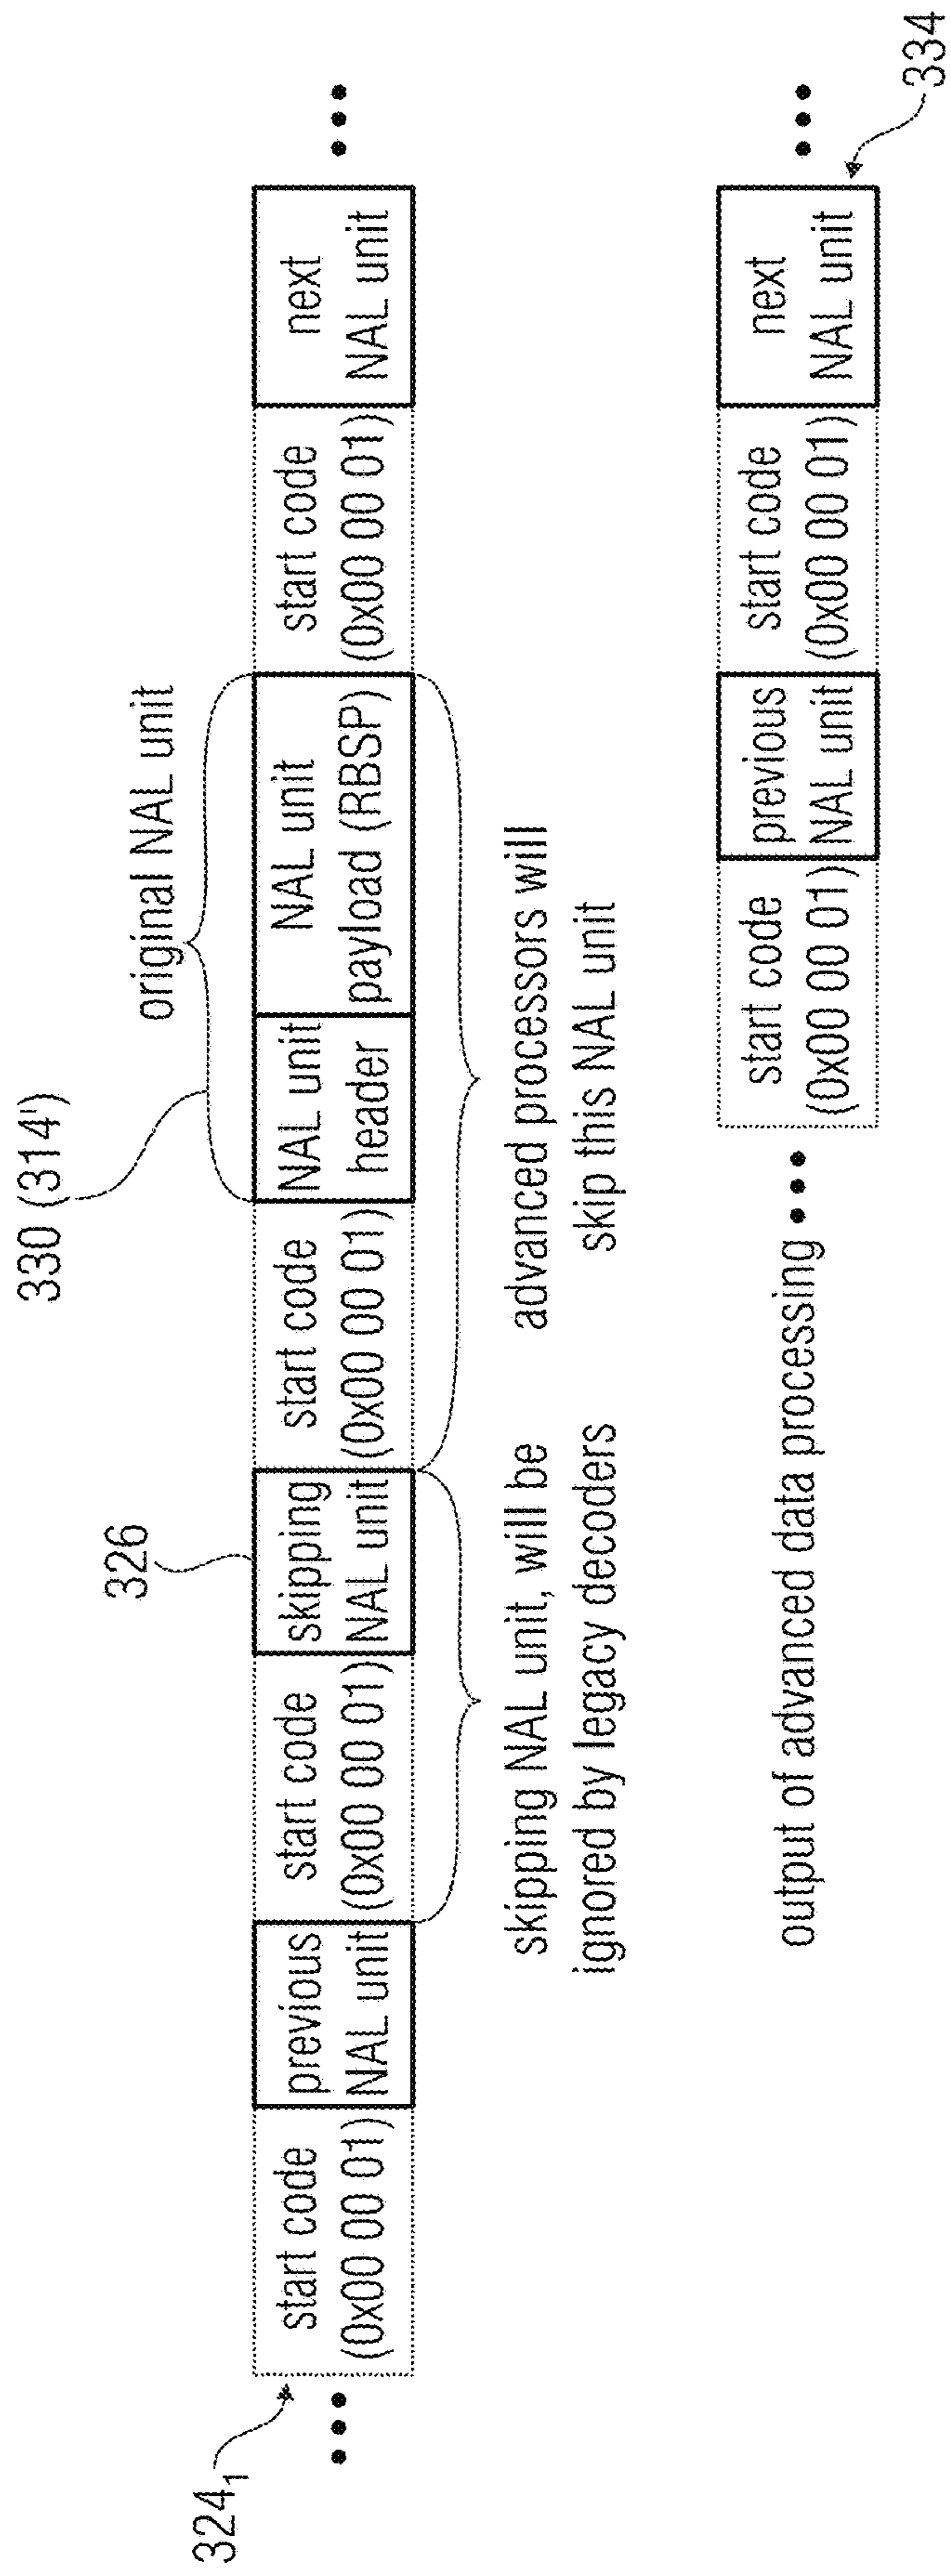 330 (314')
original NAL unit
326
324₁
start code
(0x00 00 01)
previous
NAL unit
start code
(0x00 00 01)
skipping
NAL unit
start code
(0x00 00 01)
NAL unit
header
NAL unit
payload (RBSP)
start code
(0x00 00 01)
next
NAL unit
skipping NAL unit, will be
ignored by legacy decoders
advanced processors will
skip this NAL unit
output of advanced data processing
start code
(0x00 00 01)
previous
NAL unit
start code
(0x00 00 01)
next
NAL unit
334